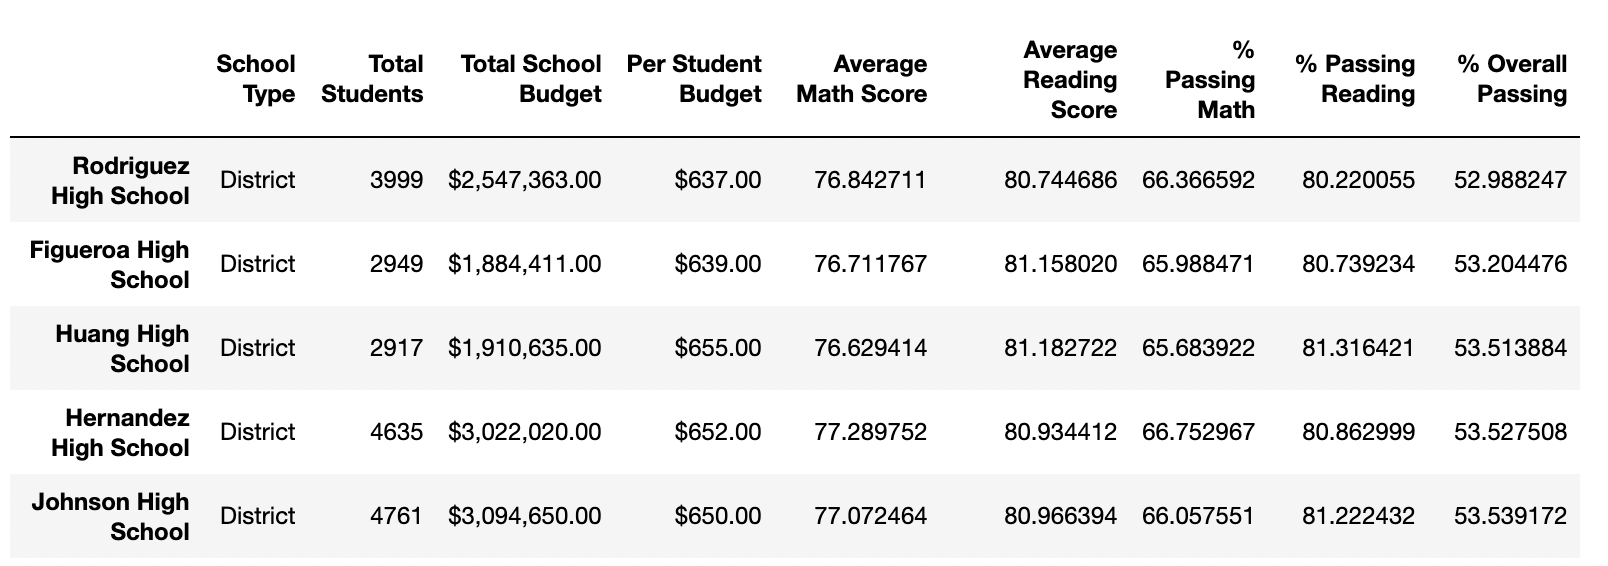 School Type Total Students Total School Budget Per Student Budget Average Math Score Average Reading Score % Passing Math % Passing Reading % Overall Passing
Rodriguez High School District 3999 $2,547,363.00 $637.00 76.842711 80.744686 66.366592 80.220055 52.988247
Figueroa High School District 2949 $1,884,411.00 $639.00 76.711767 81.158020 65.988471 80.739234 53.204476
Huang High School District 2917 $1,910,635.00 $655.00 76.629414 81.182722 65.683922 81.316421 53.513884
Hernandez High School District 4635 $3,022,020.00 $652.00 77.289752 80.934412 66.752967 80.862999 53.527508
Johnson High School District 4761 $3,094,650.00 $650.00 77.072464 80.966394 66.057551 81.222432 53.539172